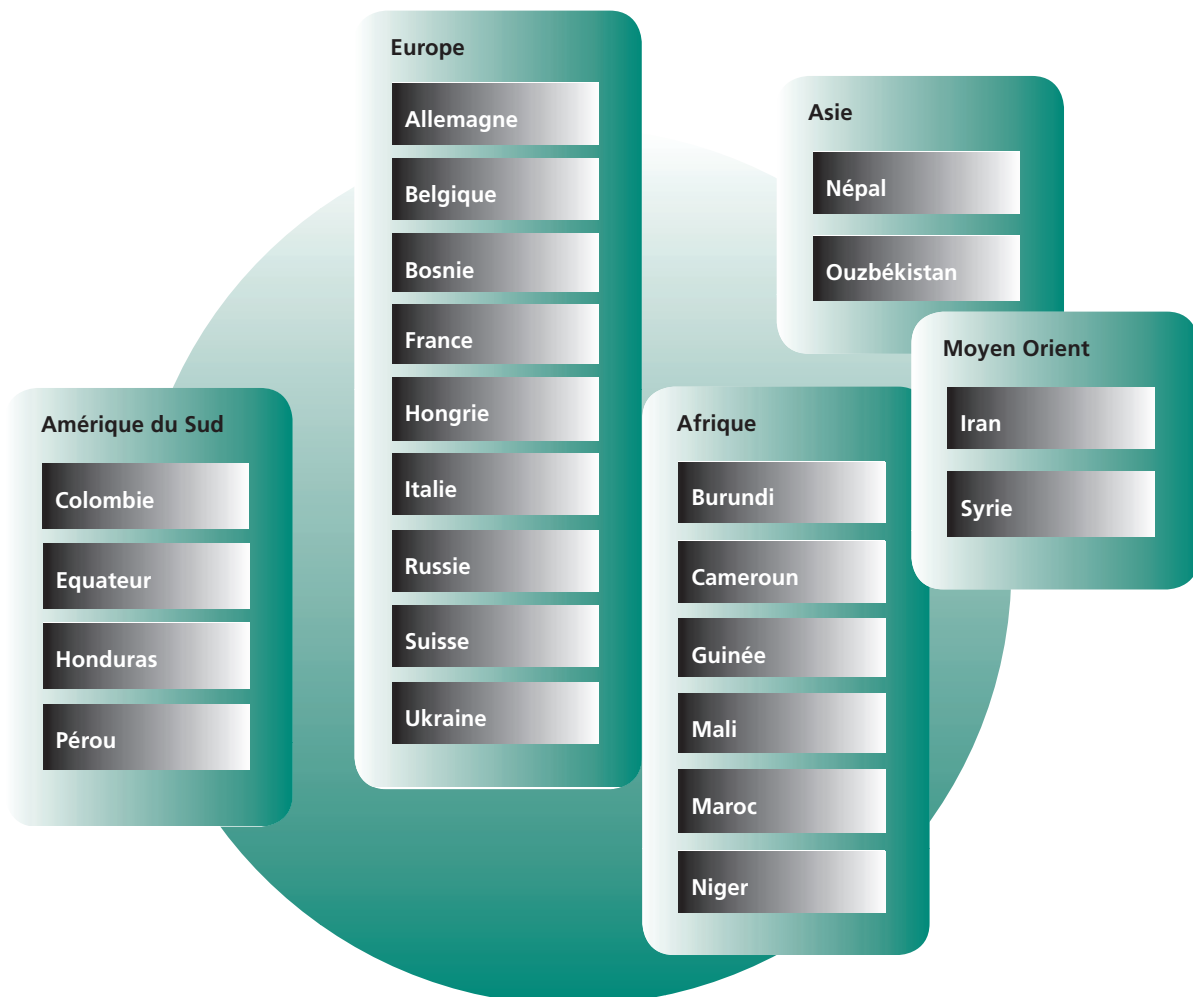 Europe
Allemagne
Belgique
Bosnie
France
Hongrie
Italie
Russie
Suisse
Ukraine
Asie
Népal
Ouzbékistan
Moyen Orient
Iran
Syrie
Amérique du Sud
Colombie
Equateur
Honduras
Pérou
Afrique
Burundi
Cameroun
Guinée
Mali
Maroc
Niger